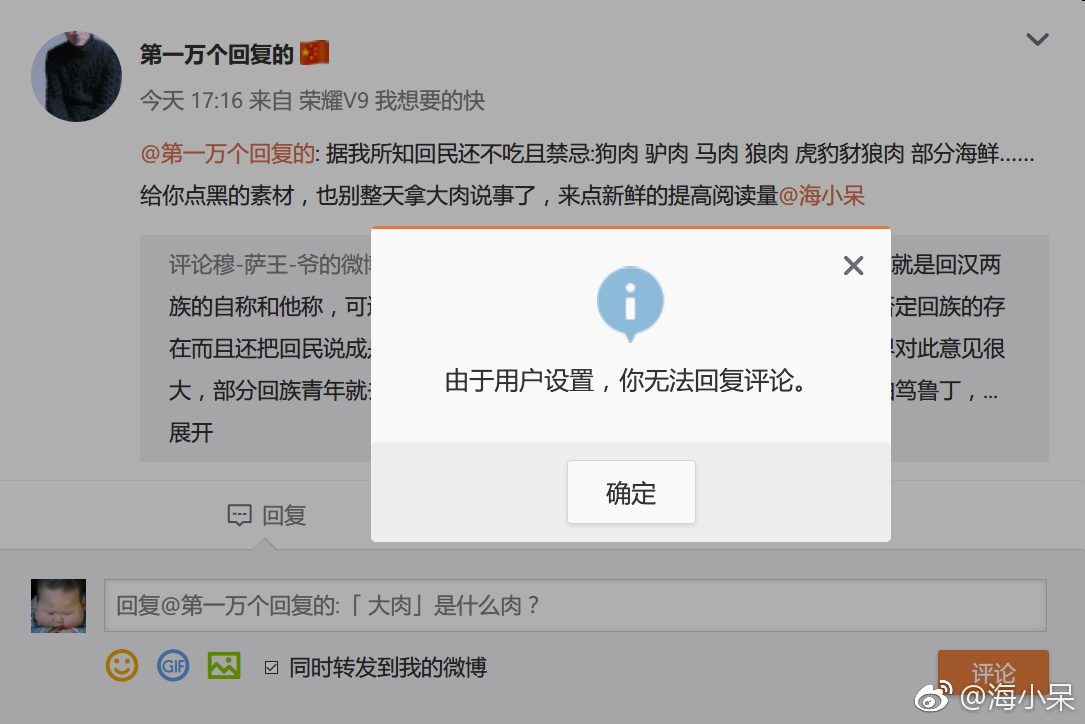 第一万个回复的
今天 17:16 来自 荣耀V9 我想要的快
@第一万个回复的: 据我所知回民还不吃且禁忌:狗肉 驴肉 马肉 狼肉 虎豹豺狼肉 部分海鲜......
给你点黑的素材，也别整天拿大肉说事了，来点新鲜的提高阅读量@海小呆
评论穆-萨王-爷的微 就是回汉两
族的自称和他称，可 定回族的存
在而且还把回民说成 对此意见很
大，部分回族青年就 笃鲁丁，...
展开
由于用户设置，你无法回复评论。
确定
回复
回复@第一万个回复的:「 大肉」是什么肉？
GIF
同时转发到我的微博
评论
@海小呆